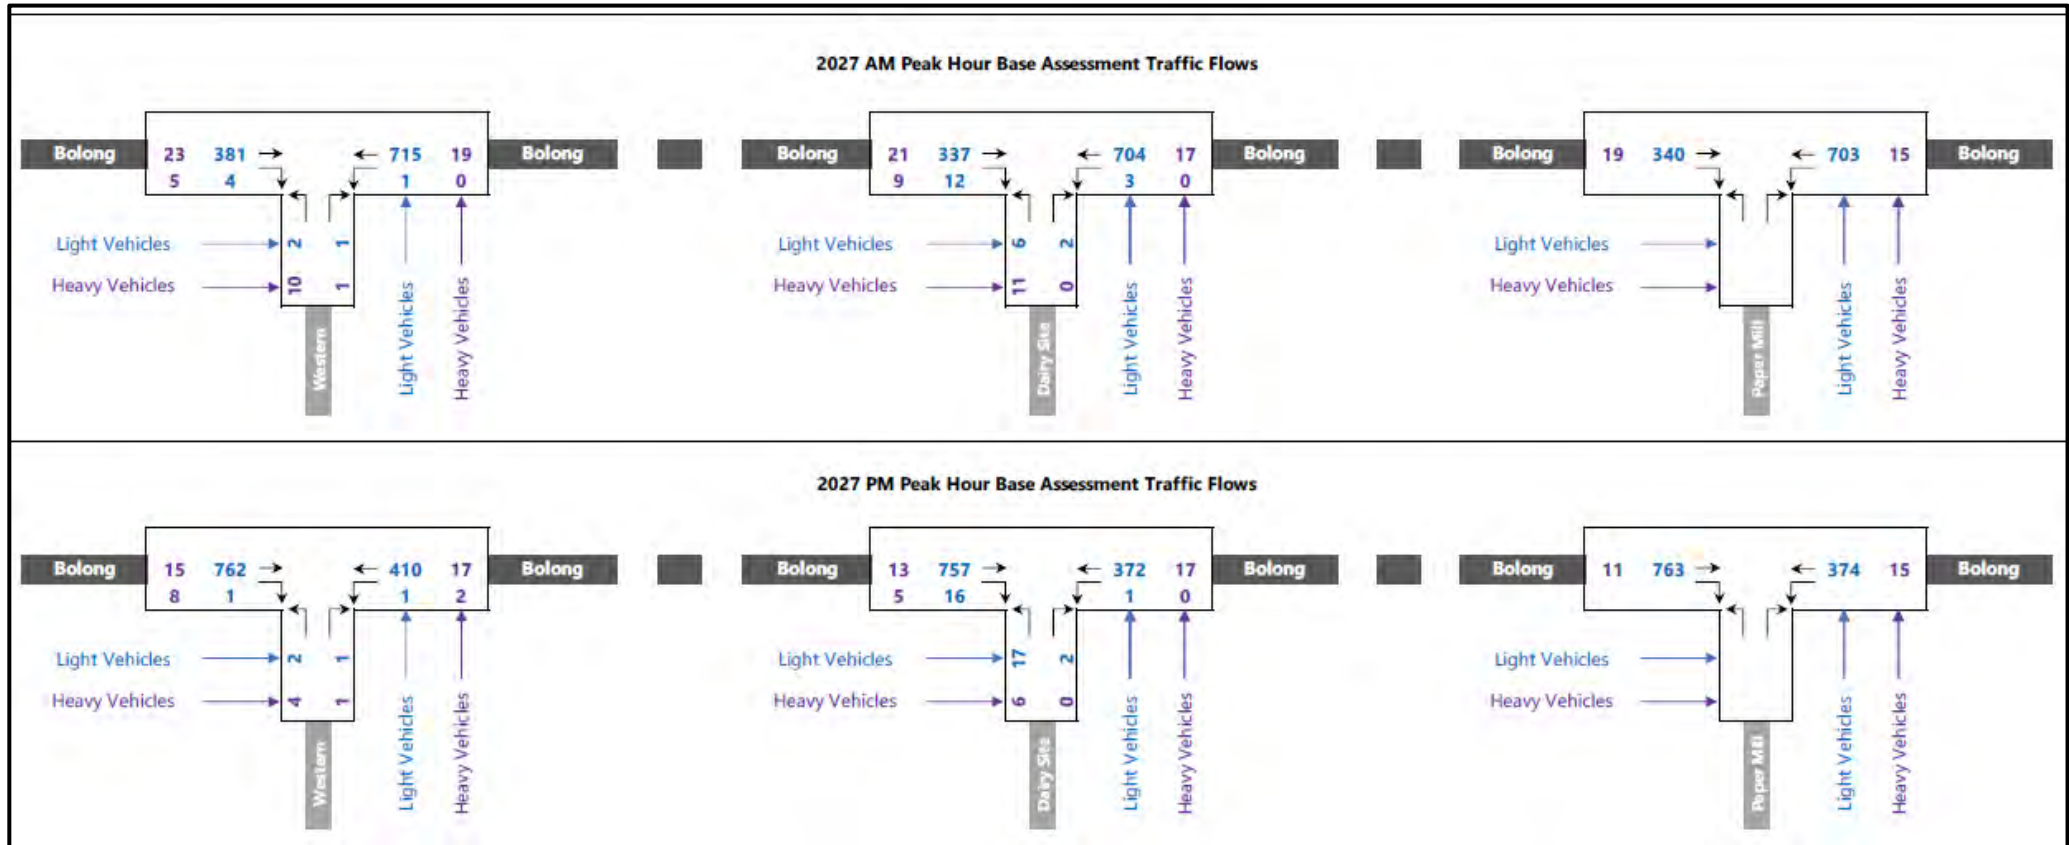 2027 AM Peak Hour Base Assessment Traffic Flows
Bolong 23 381 715 19 Bolong
5 4 1 0
Light Vehicles 2 1
Heavy Vehicles 10 1
Western
Light Vehicles
Heavy Vehicles
Bolong 21 337 704 17 Bolong
9 12 3 0
Light Vehicles 6 2
Heavy Vehicles 11 0
Dairy Site
Light Vehicles
Heavy Vehicles
Bolong 19 340 703 15 Bolong
Light Vehicles
Heavy Vehicles
Paper Mill
Light Vehicles
Heavy Vehicles
2027 PM Peak Hour Base Assessment Traffic Flows
Bolong 15 762 410 17 Bolong
8 1 1 2
Light Vehicles 2 1
Heavy Vehicles 4 1
Western
Light Vehicles
Heavy Vehicles
Bolong 13 757 372 17 Bolong
5 16 1 0
Light Vehicles 17 2
Heavy Vehicles 6 0
Dairy Site
Light Vehicles
Heavy Vehicles
Bolong 11 763 374 15 Bolong
Light Vehicles
Heavy Vehicles
Paper Mill
Light Vehicles
Heavy Vehicles